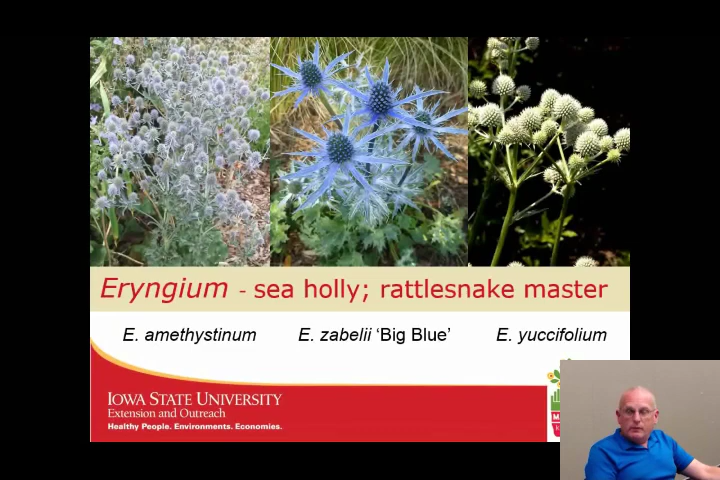 Eryngium - sea holly; rattlesnake master
E. amethystinum E. zabelii ‘Big Blue’ E. yuccifolium
IOWA STATE UNIVERSITY
Extension and Outreach
Healthy People. Environments. Economies.